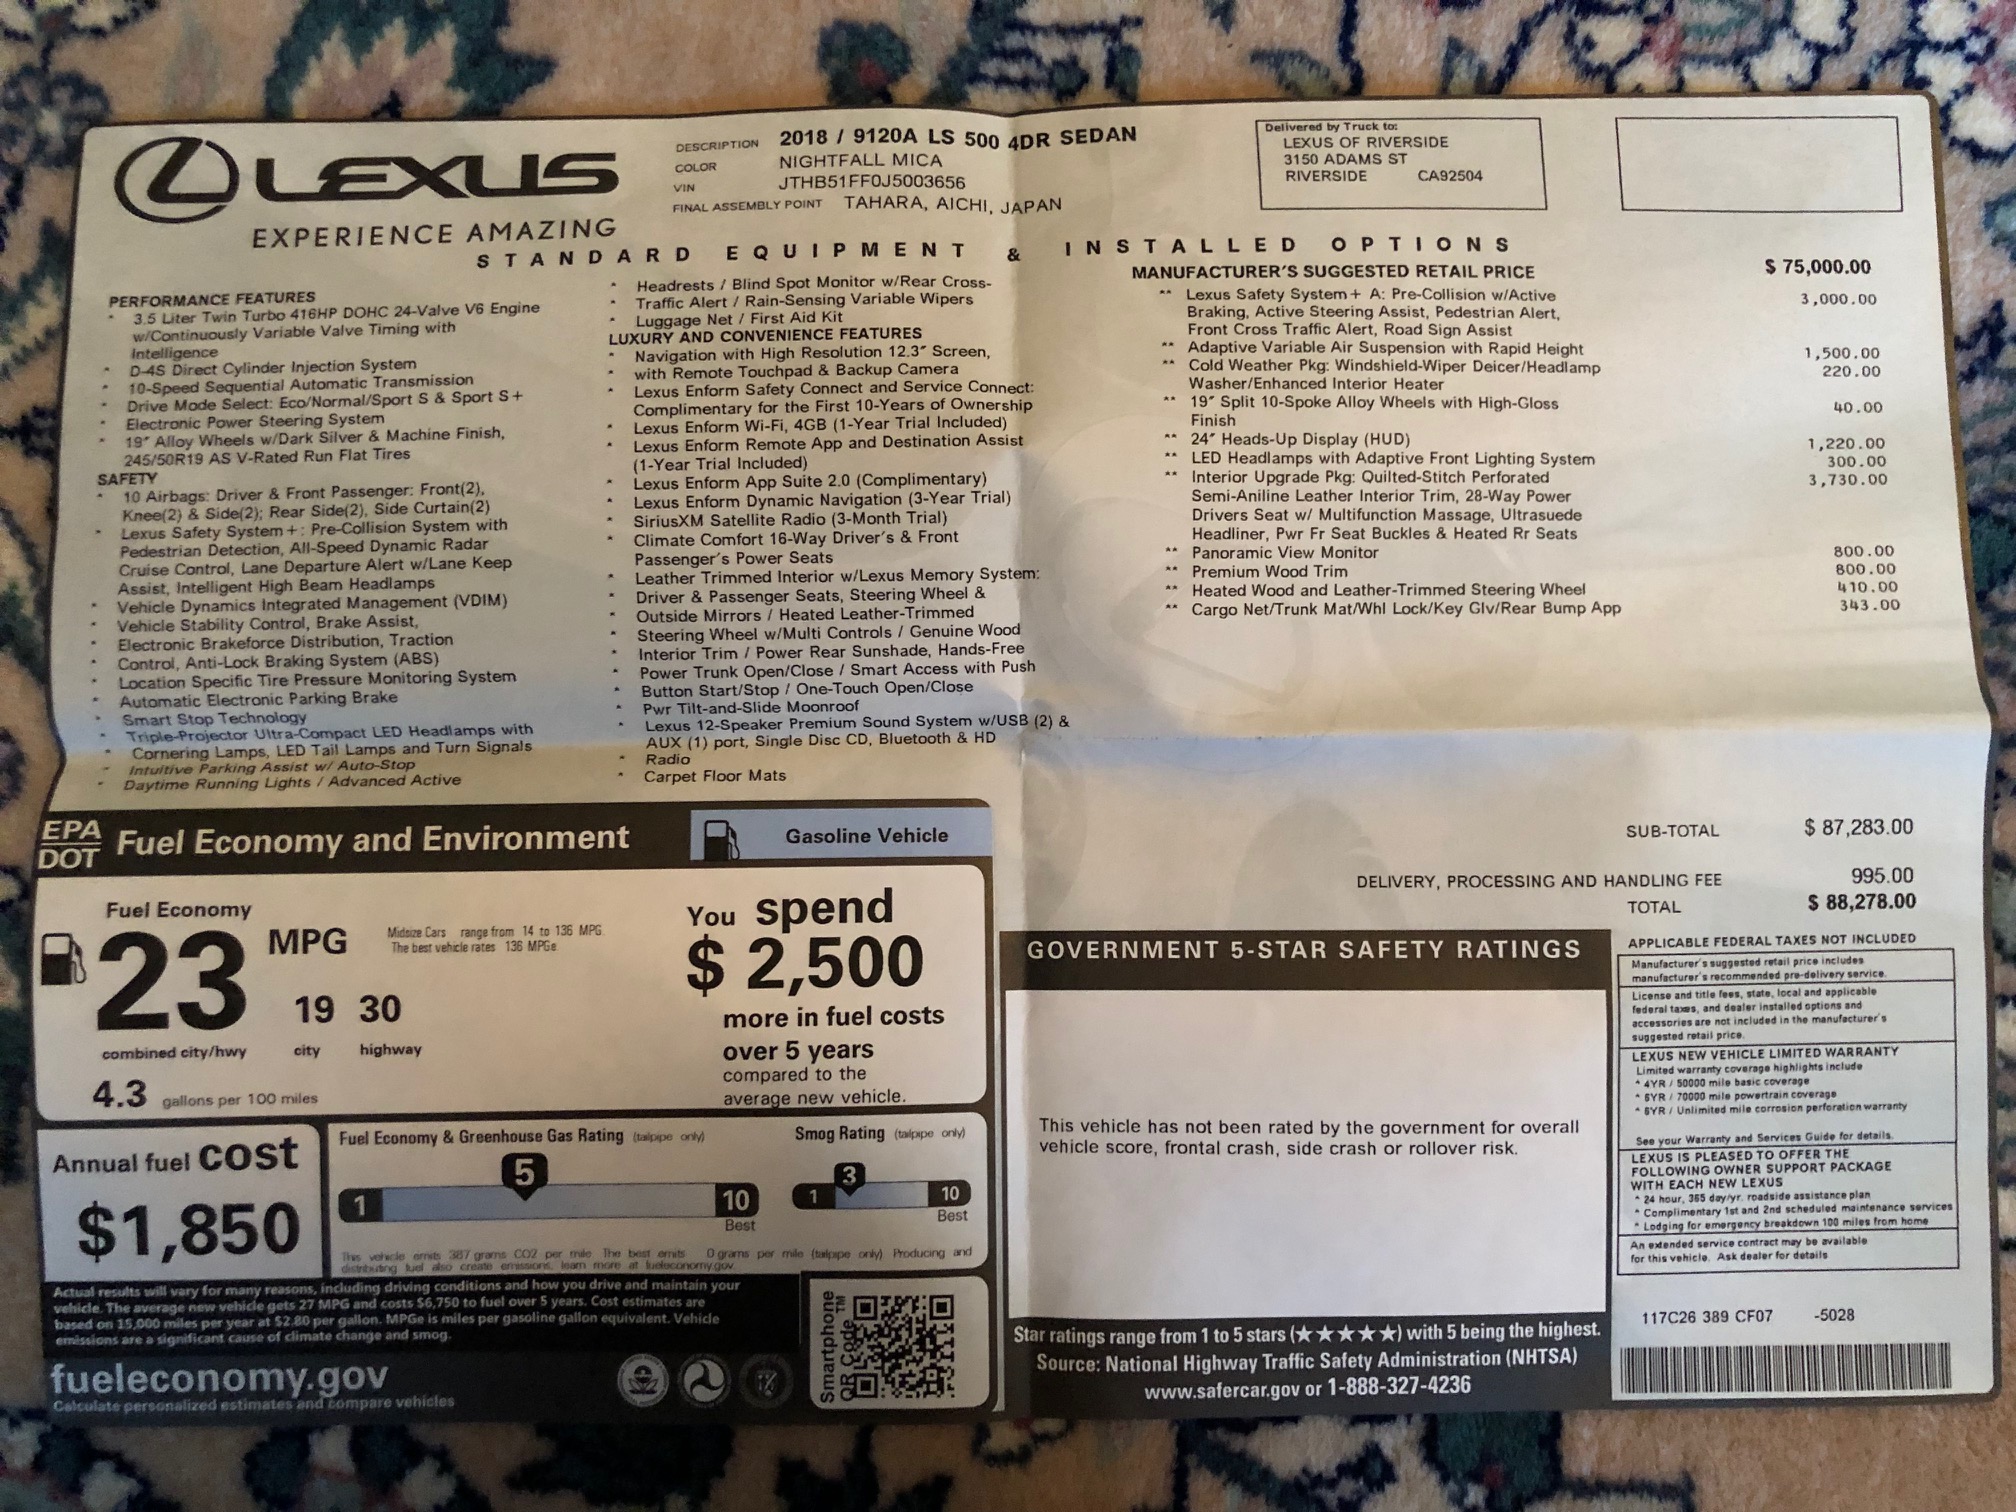 LEXUS
EXPERIENCE AMAZING
DESCRIPTION 2018 / 9120A LS 500 4DR SEDAN
COLOR NIGHTFALL MICA
VIN JTHB51FF0J5003656
FINAL ASSEMBLY POINT TAHARA, AICHI, JAPAN
Delivered by Truck to:
LEXUS OF RIVERSIDE
3150 ADAMS ST
RIVERSIDE CA92504
STANDARD EQUIPMENT & INSTALLED OPTIONS
PERFORMANCE FEATURES
* 3.5 Liter Twin Turbo 416HP DOHC 24-Valve V6 Engine
w/Continuously Variable Valve Timing with
Intelligence
* D-4S Direct Cylinder Injection System
* 10-Speed Sequential Automatic Transmission
* Drive Mode Select: Eco/Normal/Sport S & Sport S+
* Electronic Power Steering System
* 19" Alloy Wheels w/Dark Silver & Machine Finish,
245/50R19 AS V-Rated Run Flat Tires
SAFETY
* 10 Airbags: Driver & Front Passenger: Front(2),
Knee(2) & Side(2); Rear Side(2), Side Curtain(2)
* Lexus Safety System+: Pre-Collision System with
Pedestrian Detection, All-Speed Dynamic Radar
Cruise Control, Lane Departure Alert w/Lane Keep
Assist, Intelligent High Beam Headlamps
* Vehicle Dynamics Integrated Management (VDIM)
* Vehicle Stability Control, Brake Assist,
* Electronic Brakeforce Distribution, Traction
* Control, Anti-Lock Braking System (ABS)
* Location Specific Tire Pressure Monitoring System
* Automatic Electronic Parking Brake
* Smart Stop Technology
* Triple-Projector Ultra-Compact LED Headlamps with
* Cornering Lamps, LED Tail Lamps and Turn Signals
* Intuitive Parking Assist w/ Auto-Stop
* Daytime Running Lights / Advanced Active
* Headrests / Blind Spot Monitor w/Rear Cross-
* Traffic Alert / Rain-Sensing Variable Wipers
* Luggage Net / First Aid Kit
LUXURY AND CONVENIENCE FEATURES
* Navigation with High Resolution 12.3" Screen,
* with Remote Touchpad & Backup Camera
* Lexus Enform Safety Connect and Service Connect:
Complimentary for the First 10-Years of Ownership
* Lexus Enform Wi-Fi, 4GB (1-Year Trial Included)
* Lexus Enform Remote App and Destination Assist
(1-Year Trial Included)
* Lexus Enform App Suite 2.0 (Complimentary)
* Lexus Enform Dynamic Navigation (3-Year Trial)
* SiriusXM Satellite Radio (3-Month Trial)
* Climate Comfort 16-Way Driver's & Front
Passenger's Power Seats
* Leather Trimmed Interior w/Lexus Memory System:
* Driver & Passenger Seats, Steering Wheel &
* Outside Mirrors / Heated Leather-Trimmed
* Steering Wheel w/Multi Controls / Genuine Wood
* Interior Trim / Power Rear Sunshade, Hands-Free
* Power Trunk Open/Close / Smart Access with Push
* Button Start/Stop / One-Touch Open/Close
* Pwr Tilt-and-Slide Moonroof
* Lexus 12-Speaker Premium Sound System w/USB (2) &
AUX (1) port, Single Disc CD, Bluetooth & HD
* Radio
* Carpet Floor Mats
MANUFACTURER'S SUGGESTED RETAIL PRICE $ 75,000.00
** Lexus Safety System+ A: Pre-Collision w/Active 3,000.00
Braking, Active Steering Assist, Pedestrian Alert,
Front Cross Traffic Alert, Road Sign Assist
** Adaptive Variable Air Suspension with Rapid Height 1,500.00
** Cold Weather Pkg: Windshield-Wiper Deicer/Headlamp 220.00
Washer/Enhanced Interior Heater
** 19" Split 10-Spoke Alloy Wheels with High-Gloss 40.00
Finish
** 24" Heads-Up Display (HUD) 1,220.00
** LED Headlamps with Adaptive Front Lighting System 300.00
** Interior Upgrade Pkg: Quilted-Stitch Perforated 3,730.00
Semi-Aniline Leather Interior Trim, 28-Way Power
Drivers Seat w/ Multifunction Massage, Ultrasuede
Headliner, Pwr Fr Seat Buckles & Heated Rr Seats
** Panoramic View Monitor 800.00
** Premium Wood Trim 800.00
** Heated Wood and Leather-Trimmed Steering Wheel 410.00
** Cargo Net/Trunk Mat/Whl Lock/Key Glv/Rear Bump App 343.00
SUB-TOTAL $ 87,283.00
DELIVERY, PROCESSING AND HANDLING FEE 995.00
TOTAL $ 88,278.00
EPA
DOT
Fuel Economy and Environment
Gasoline Vehicle
Fuel Economy
23 MPG
Midsize Cars range from 14 to 136 MPG.
The best vehicle rates 136 MPGe.
19 30
combined city/hwy city highway
4.3 gallons per 100 miles
You spend
$ 2,500
more in fuel costs
over 5 years
compared to the
average new vehicle.
Annual fuel cost
$1,850
Fuel Economy & Greenhouse Gas Rating (tailpipe only)
5
1 10
Best
Smog Rating (tailpipe only)
3
1 10
Best
This vehicle emits 387 grams CO2 per mile. The best emits 0 grams per mile (tailpipe only). Producing and
distributing fuel also create emissions; learn more at fueleconomy.gov.
Actual results will vary for many reasons, including driving conditions and how you drive and maintain your
vehicle. The average new vehicle gets 27 MPG and costs $6,750 to fuel over 5 years. Cost estimates are
based on 15,000 miles per year at $2.80 per gallon. MPGe is miles per gasoline gallon equivalent. Vehicle
emissions are a significant cause of climate change and smog.
fueleconomy.gov
Calculate personalized estimates and compare vehicles
Smartphone
QR Code™
GOVERNMENT 5-STAR SAFETY RATINGS
This vehicle has not been rated by the government for overall
vehicle score, frontal crash, side crash or rollover risk.
Star ratings range from 1 to 5 stars (★★★★★) with 5 being the highest.
Source: National Highway Traffic Safety Administration (NHTSA)
www.safercar.gov or 1-888-327-4236
APPLICABLE FEDERAL TAXES NOT INCLUDED
Manufacturer's suggested retail price includes
manufacturer's recommended pre-delivery service.
License and title fees, state, local and applicable
federal taxes, and dealer installed options and
accessories are not included in the manufacturer's
suggested retail price.
LEXUS NEW VEHICLE LIMITED WARRANTY
Limited warranty coverage highlights include
* 4YR / 50000 mile basic coverage
* 6YR / 70000 mile powertrain coverage
* 6YR / Unlimited mile corrosion perforation warranty
See your Warranty and Services Guide for details.
LEXUS IS PLEASED TO OFFER THE
FOLLOWING OWNER SUPPORT PACKAGE
WITH EACH NEW LEXUS
* 24 hour, 365 day/yr. roadside assistance plan
* Complimentary 1st and 2nd scheduled maintenance services
* Lodging for emergency breakdown 100 miles from home
An extended service contract may be available
for this vehicle. Ask dealer for details
117C26 389 CF07 -5028